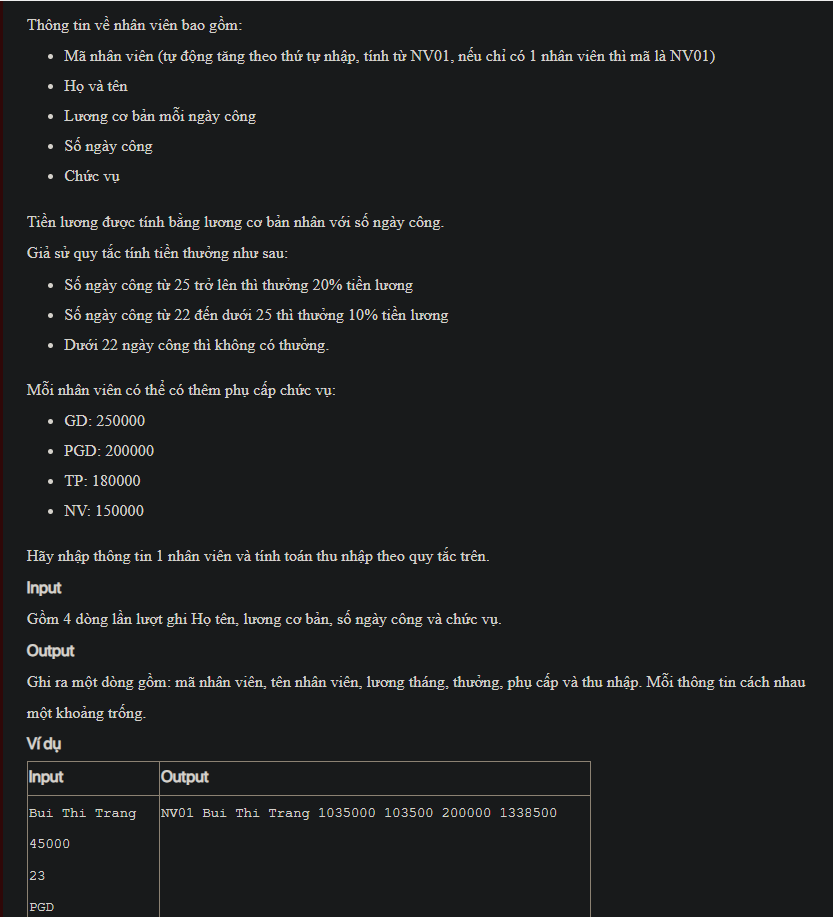 Thông tin về nhân viên bao gồm:
Mã nhân viên (tự động tăng theo thứ tự nhập, tính từ NV01, nếu chỉ có 1 nhân viên thì mã là NV01)
Họ và tên
Lương cơ bản mỗi ngày công
Số ngày công
Chức vụ
Tiền lương được tính bằng lương cơ bản nhân với số ngày công.
Giả sử quy tắc tính tiền thưởng như sau:
Số ngày công từ 25 trở lên thì thưởng 20% tiền lương
Số ngày công từ 22 đến dưới 25 thì thưởng 10% tiền lương
Dưới 22 ngày công thì không có thưởng.
Mỗi nhân viên có thể có thêm phụ cấp chức vụ:
GD: 250000
PGD: 200000
TP: 180000
NV: 150000
Hãy nhập thông tin 1 nhân viên và tính toán thu nhập theo quy tắc trên.
Input
Gồm 4 dòng lần lượt ghi Họ tên, lương cơ bản, số ngày công và chức vụ.
Output
Ghi ra một dòng gồm: mã nhân viên, tên nhân viên, lương tháng, thưởng, phụ cấp và thu nhập. Mỗi thông tin cách nhau
một khoảng trống.
Ví dụ
Input Output
Bui Thi Trang NV01 Bui Thi Trang 1035000 103500 200000 1338500
45000
23
PGD